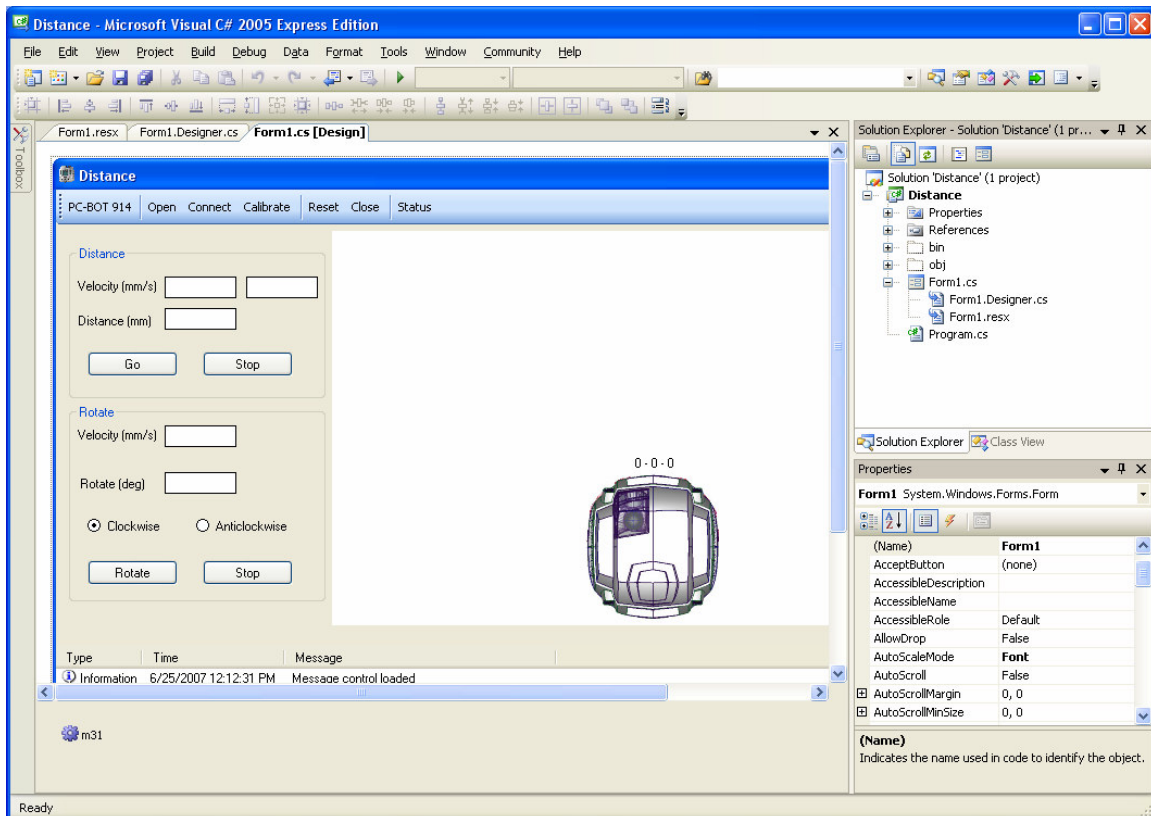 Distance - Microsoft Visual C# 2005 Express Edition
File Edit View Project Build Debug Data Format Tools Window Community Help
Toolbox
Form1.resx Form1.Designer.cs Form1.cs [Design]
Distance
PC-BOT 914 Open Connect Calibrate Reset Close Status
Distance
Velocity (mm/s)
Distance (mm)
Go Stop
Rotate
Velocity (mm/s)
Rotate (deg)
Clockwise Anticlockwise
Rotate Stop
0 - 0 - 0
Type Time Message
Information 6/25/2007 12:12:31 PM Message control loaded
m31
Solution Explorer - Solution 'Distance' (1 pr...
Solution 'Distance' (1 project)
Distance
Properties
References
bin
obj
Form1.cs
Form1.Designer.cs
Form1.resx
Program.cs
Solution Explorer Class View
Properties
Form1 System.Windows.Forms.Form
(Name) Form1
AcceptButton (none)
AccessibleDescription
AccessibleName
AccessibleRole Default
AllowDrop False
AutoScaleMode Font
AutoScroll False
AutoScrollMargin 0, 0
AutoScrollMinSize 0, 0
(Name)
Indicates the name used in code to identify the object.
Ready